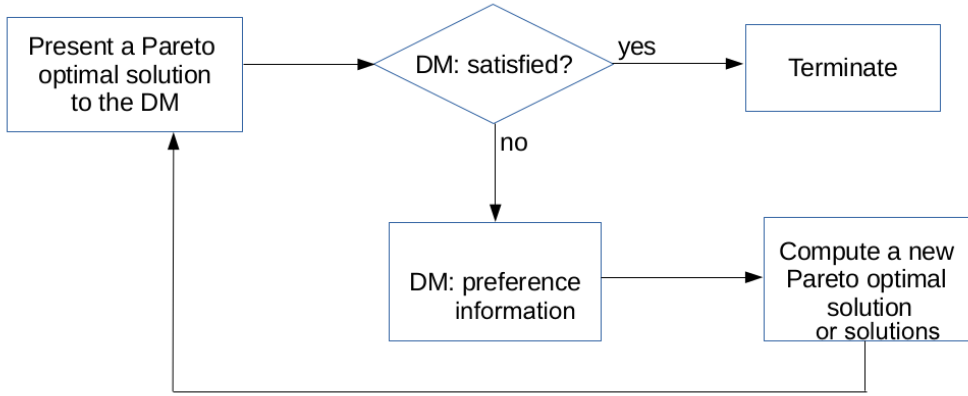 Present a Pareto
optimal solution
to the DM
DM: satisfied?
yes
Terminate
no
DM: preference
information
Compute a new
Pareto optimal
solution
or solutions